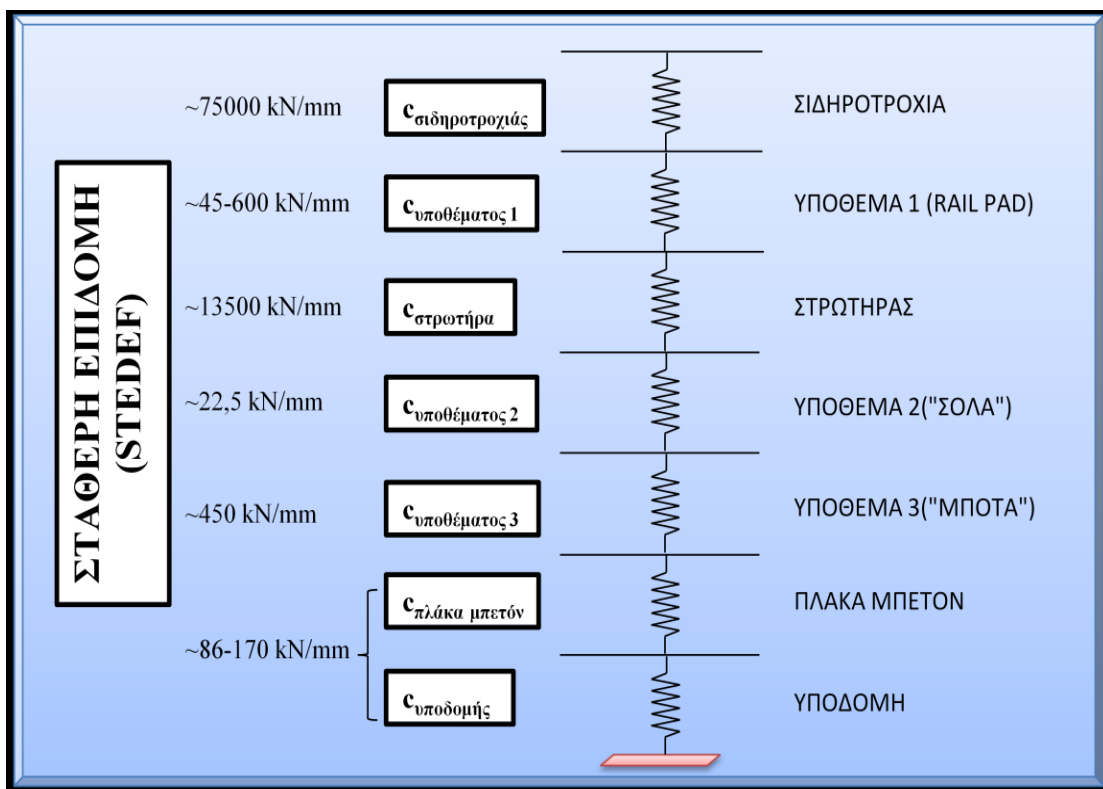 ΣΤΑΘΕΡΗ ΕΠΙΔΟΜΗ
(STEDEF)
~75000 kN/mm cσιδηροτροχιάς ΣΙΔΗΡΟΤΡΟΧΙΑ
~45-600 kN/mm cυποθέματος 1 ΥΠΟΘΕΜΑ 1 (RAIL PAD)
~13500 kN/mm cστρωτήρα ΣΤΡΩΤΗΡΑΣ
~22,5 kN/mm cυποθέματος 2 ΥΠΟΘΕΜΑ 2("ΣΟΛΑ")
~450 kN/mm cυποθέματος 3 ΥΠΟΘΕΜΑ 3("ΜΠΟΤΑ")
cπλάκα μπετόν ΠΛΑΚΑ ΜΠΕΤΟΝ
~86-170 kN/mm
cυποδομής ΥΠΟΔΟΜΗ